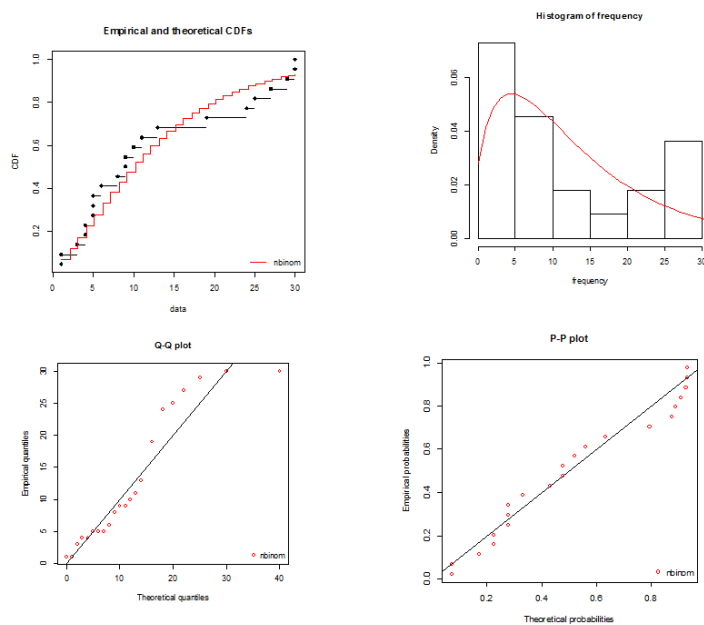 Empirical and theoretical CDFs
1.0
0.8
0.6
0.4
0.2
CDF
nbinom
0 5 10 15 20 25 30
data
Histogram of frequency
0.06
0.04
0.02
0.00
Density
0 5 10 15 20 25 30
frequency
Q-Q plot
30
20
10
5
0
Empirical quantiles
nbinom
0 10 20 30 40
Theoretical quantiles
P-P plot
1.0
0.8
0.6
0.4
0.2
0.0
Empirical probabilities
nbinom
0.2 0.4 0.6 0.8
Theoretical probabilities